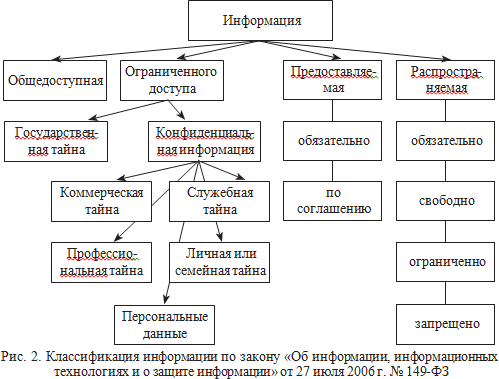 Информация
Общедоступная
Ограниченного
доступа
Предоставляе-
мая
Распростра-
няемая
Государствен-
ная тайна
Конфиденциаль-
ная информация
обязательно
обязательно
Коммерческая
тайна
Служебная
тайна
по
соглашению
свободно
Профессио-
нальная тайна
Личная или
семейная тайна
ограниченно
Персональные
данные
запрещено
Рис. 2. Классификация информации по закону «Об информации, информационных
технологиях и о защите информации» от 27 июля 2006 г. № 149-ФЗ